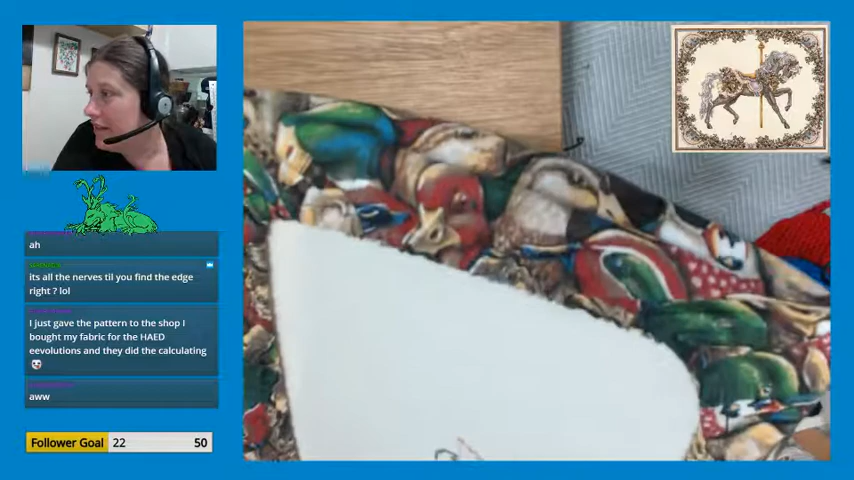 ah
its all the nerves til you find the edge
right ? lol
I just gave the pattern to the shop I
bought my fabric for the HAED
eevolutions and they did the calculating
aww
Follower Goal 22 50